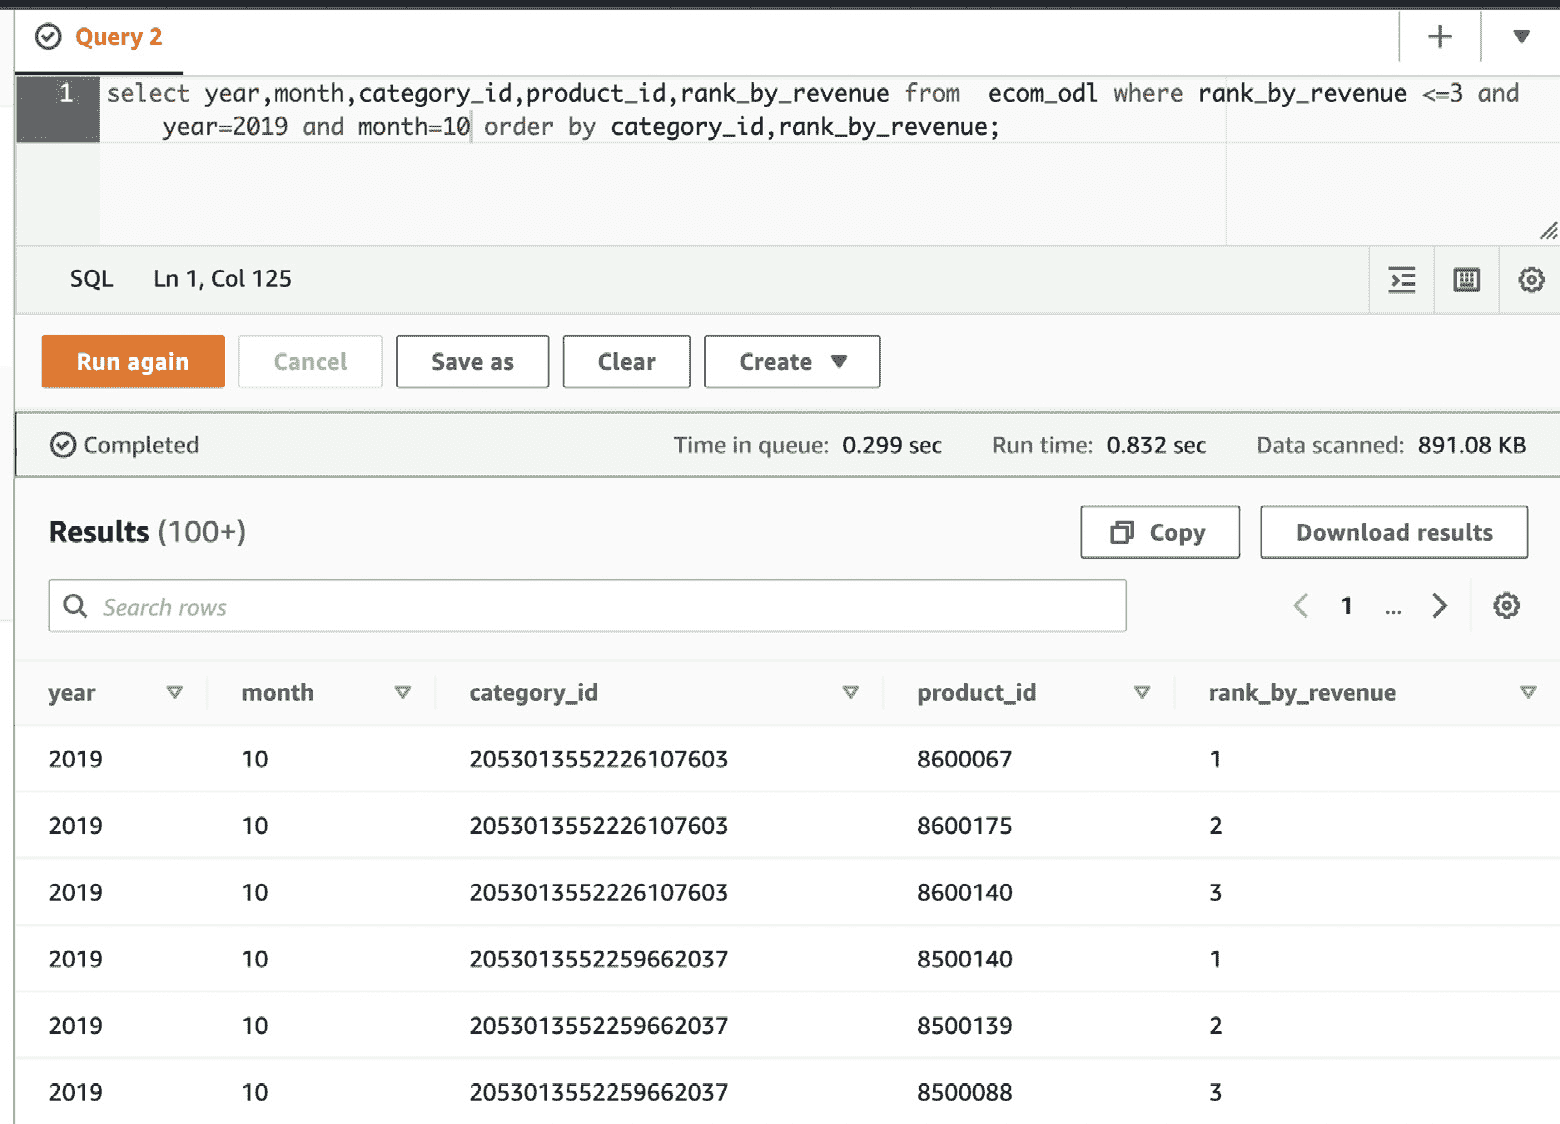 Query 2
1 select year,month,category_id,product_id,rank_by_revenue from  ecom_odl where rank_by_revenue <=3 and
year=2019 and month=10 order by category_id,rank_by_revenue;
SQL Ln 1, Col 125
Run again Cancel Save as Clear Create
Completed Time in queue: 0.299 sec Run time: 0.832 sec Data scanned: 891.08 KB
Results (100+) Copy Download results
Search rows 1 ...
year month category_id product_id rank_by_revenue
2019 10 2053013552226107603 8600067 1
2019 10 2053013552226107603 8600175 2
2019 10 2053013552226107603 8600140 3
2019 10 2053013552259662037 8500140 1
2019 10 2053013552259662037 8500139 2
2019 10 2053013552259662037 8500088 3